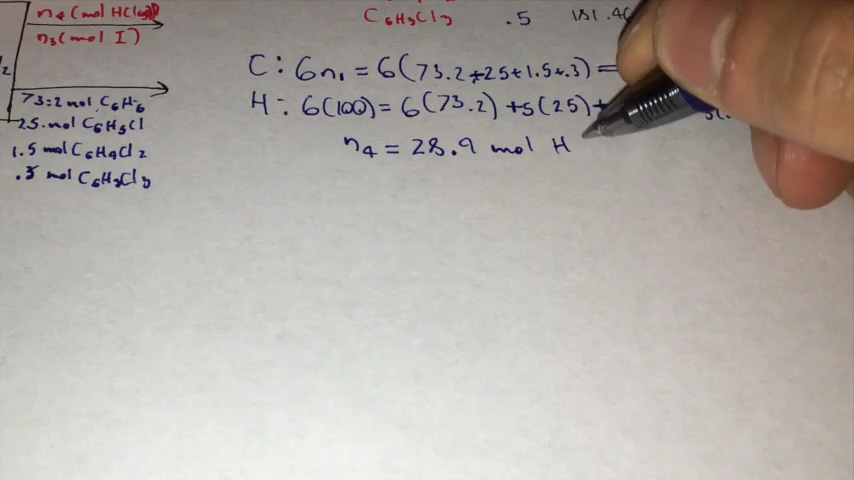 n4 (mol HCl(g))
n3 (mol I)
C6H3Cl3 .5 181.4
C: 6n1 = 6(73.2+25+1.5+.3) =
73.2 mol C6H6
H: 6(100) = 6(73.2) + 5(25) +
25. mol C6H5Cl
n4 = 28.9 mol H
1.5 mol C6H4Cl2
.3 mol C6H3Cl3